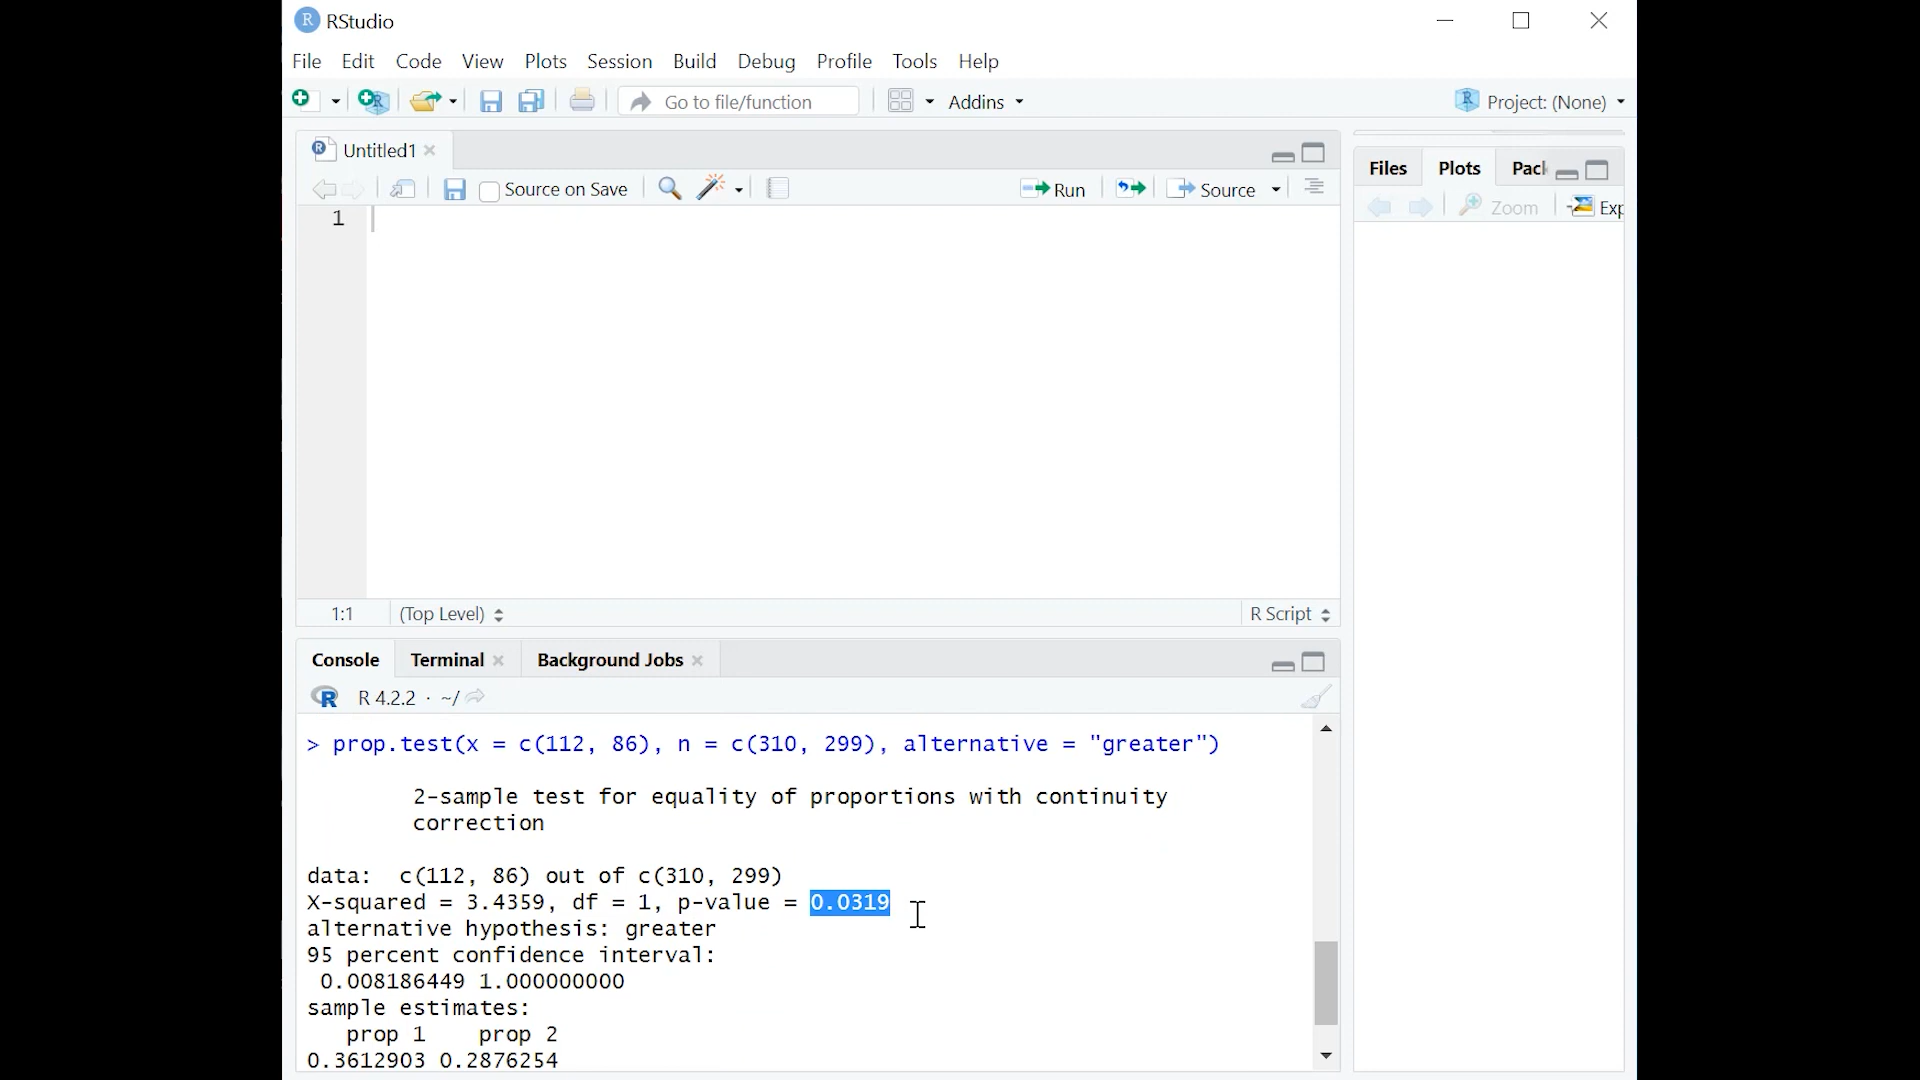 RStudio
File Edit Code View Plots Session Build Debug Profile Tools Help
Go to file/function Addins Project: (None)
Untitled1
Source on Save Run Source
1
1:1 (Top Level) R Script
Files Plots Pack
Zoom Exp
Console Terminal Background Jobs
R 4.2.2 · ~/
> prop.test(x = c(112, 86), n = c(310, 299), alternative = "greater")
2-sample test for equality of proportions with continuity
correction
data: c(112, 86) out of c(310, 299)
X-squared = 3.4359, df = 1, p-value = 0.0319
alternative hypothesis: greater
95 percent confidence interval:
0.008186449 1.000000000
sample estimates:
prop 1 prop 2
0.3612903 0.2876254